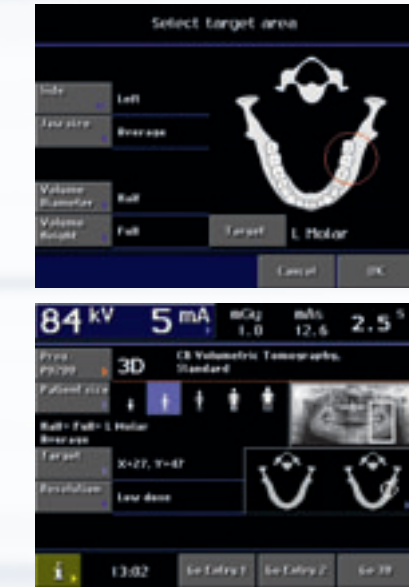 Select target area
Side
Left
Jaw size
Average
Volume
Diameter
Half
Volume
Height
Full
Target
L Molar
Cancel
OK
84 kV
5 mA
mGy
1.0
mAs
12.6
2.5 s
Prog.
P9200
3D
CB Volumetric Tomography,
Standard
Patient size
Half- Full- L Molar
Average
Target
X=27, Y=47
Resolution
Low dose
13:02
Go Entry 1
Go Entry 2
Go 3D